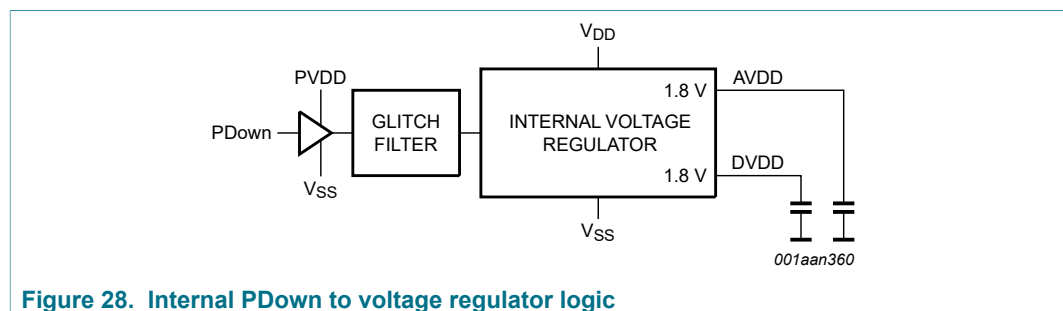 VDD
PVDD
AVDD
1.8 V
PDown
GLITCH
FILTER
INTERNAL VOLTAGE
REGULATOR
DVDD
1.8 V
VSS
VSS
001aan360
Figure 28. Internal PDown to voltage regulator logic